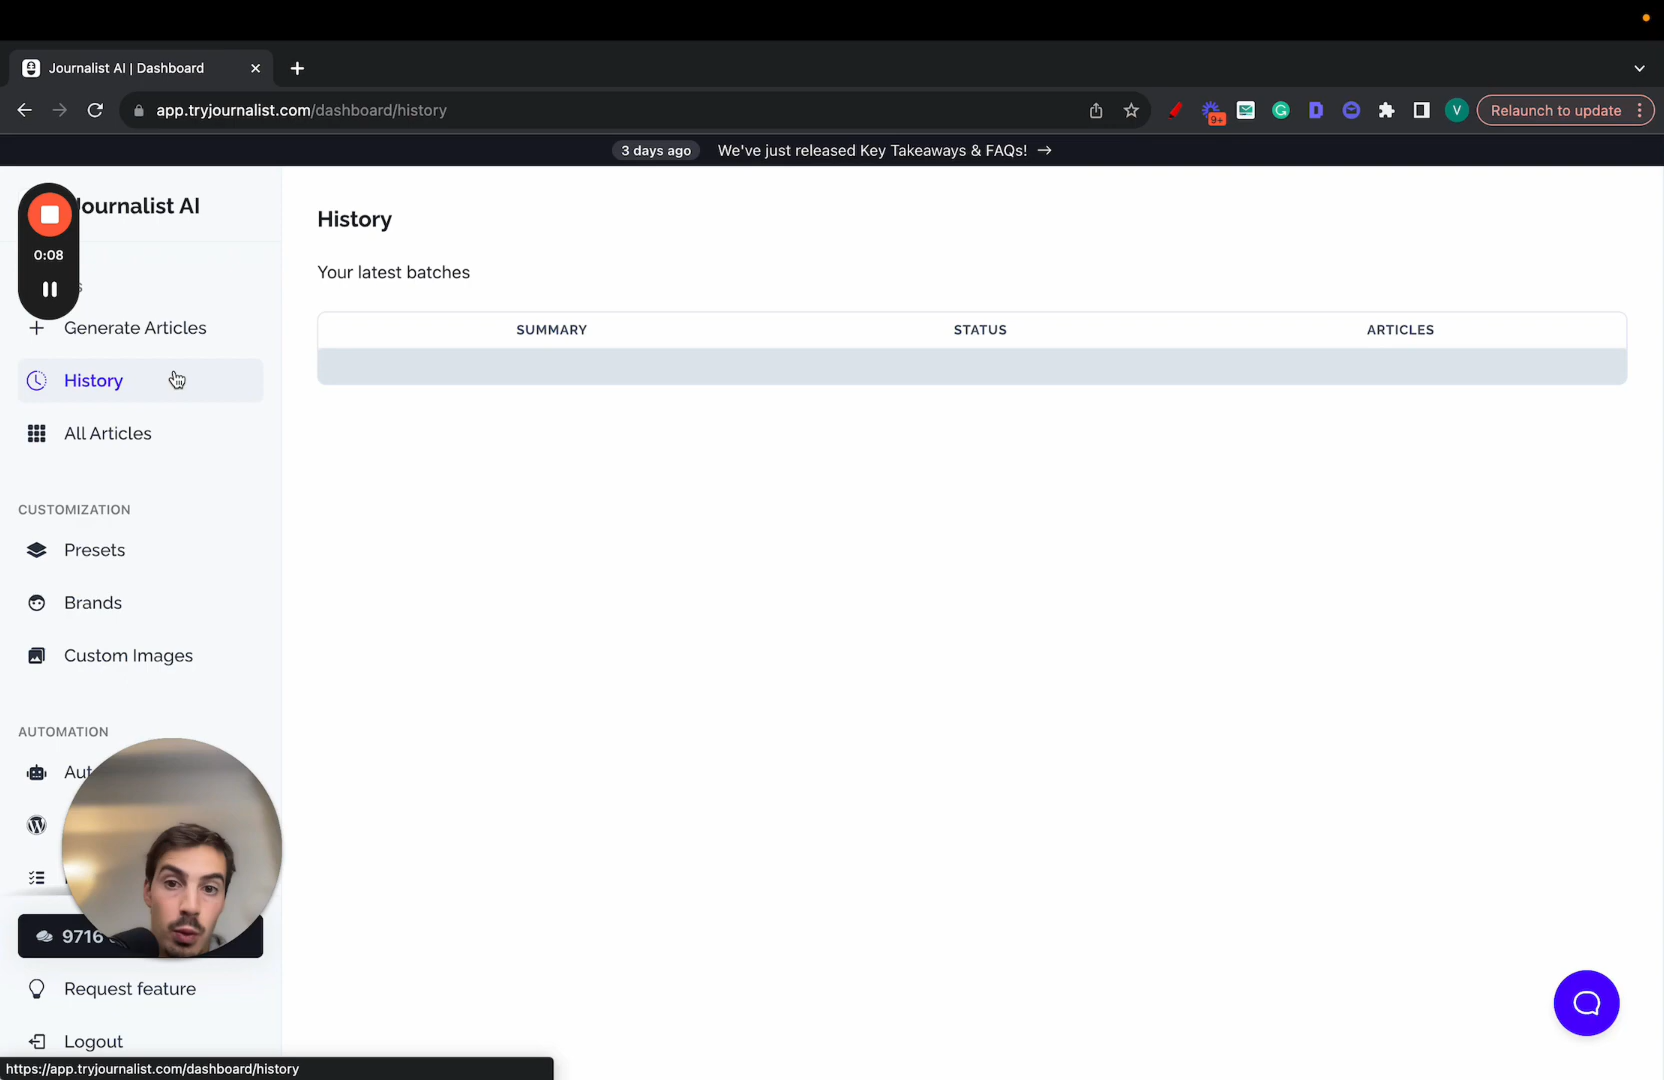 Journalist AI | Dashboard
app.tryjournalist.com/dashboard/history
9+
G
D
V
Relaunch to update
3 days ago
We've just released Key Takeaways & FAQs! →
Journalist AI
0:08
Generate Articles
History
All Articles
CUSTOMIZATION
Presets
Brands
Custom Images
AUTOMATION
Aut
9716
Request feature
Logout
https://app.tryjournalist.com/dashboard/history
History
Your latest batches
SUMMARY
STATUS
ARTICLES